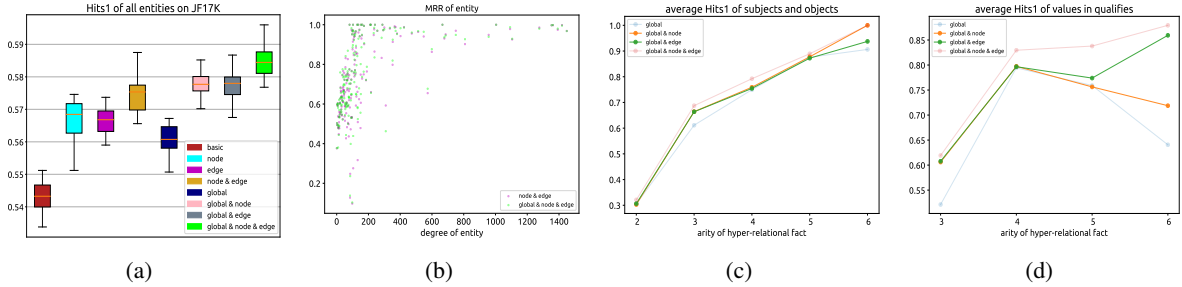 Hits1 of all entities on JF17K
0.59
0.58
0.57
0.56
0.55
0.54
basic
node
edge
node & edge
global
global & node
global & edge
global & node & edge
(a)
MRR of entity
1.0
0.8
0.6
0.4
0.2
0 200 400 600 800 1000 1200 1400
degree of entity
node & edge
global & node & edge
(b)
average Hits1 of subjects and objects
global
global & node
global & edge
global & node & edge
1.0
0.9
0.8
0.7
0.6
0.5
0.4
0.3
2 3 4 5 6
arity of hyper-relational fact
(c)
average Hits1 of values in qualifies
global
global & node
global & edge
global & node & edge
0.85
0.80
0.75
0.70
0.65
0.60
0.55
3 4 5 6
arity of hyper-relational fact
(d)